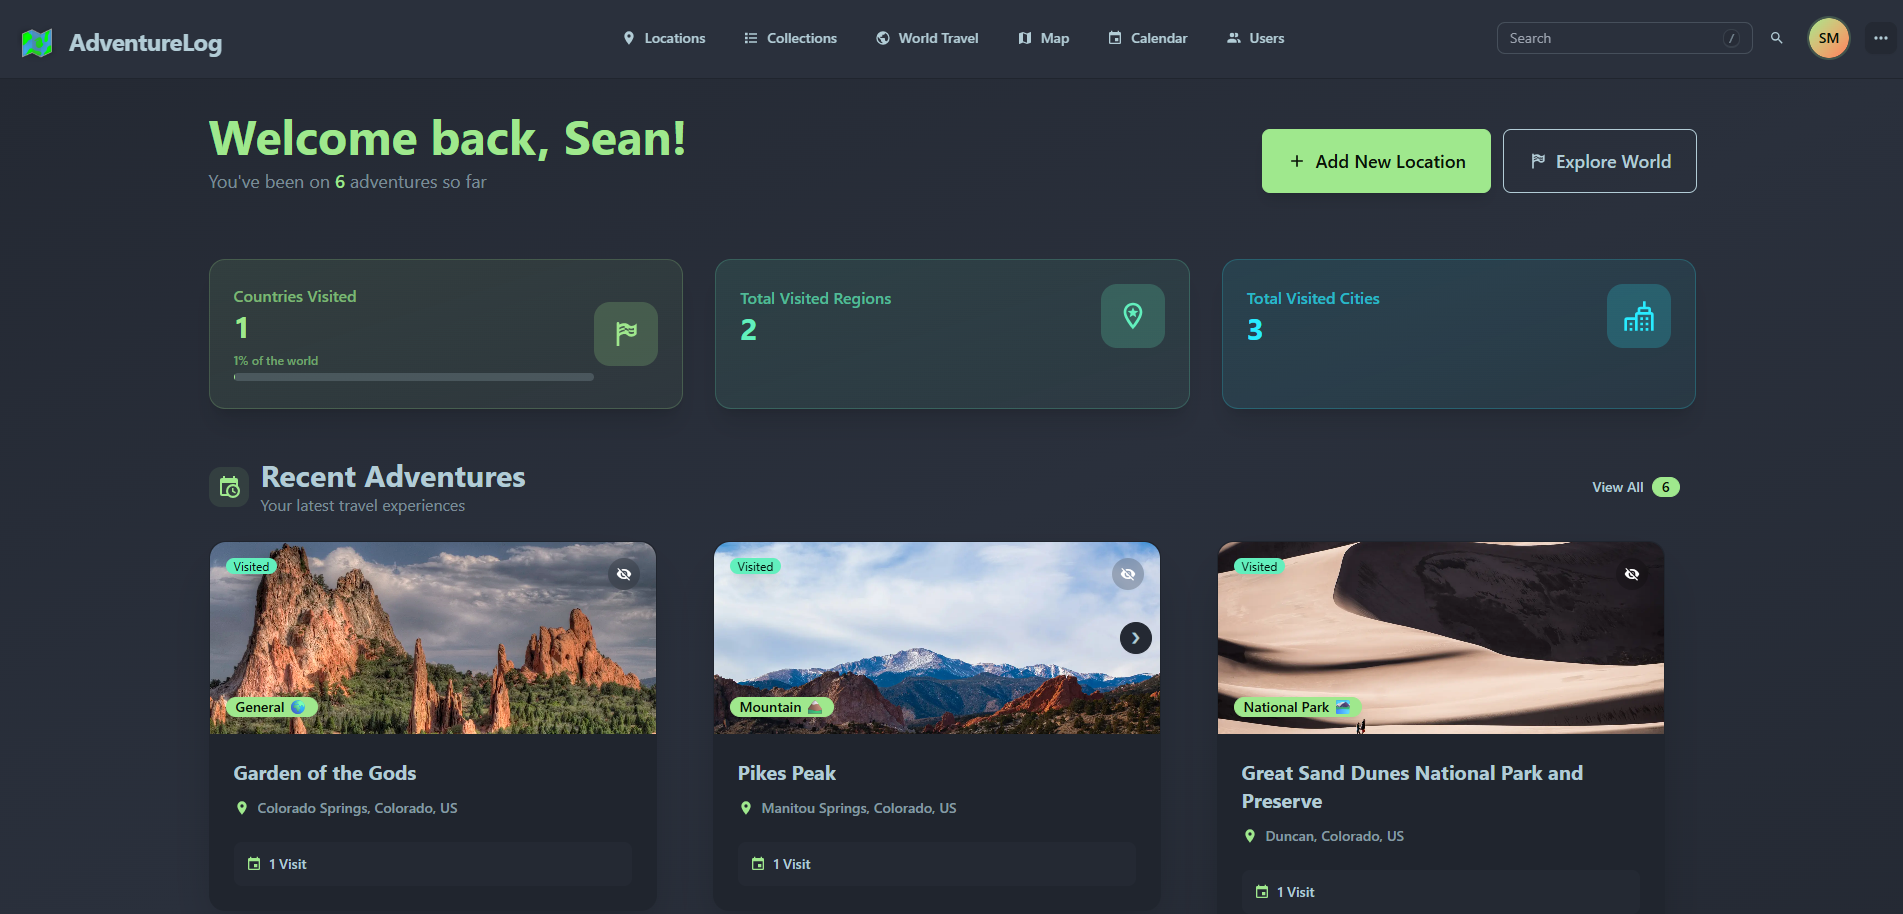 AdventureLog
Locations
Collections
World Travel
Map
Calendar
Users
Search
/
SM
Welcome back, Sean!
You've been on 6 adventures so far
Add New Location
Explore World
Countries Visited
1
1% of the world
Total Visited Regions
2
Total Visited Cities
3
Recent Adventures
Your latest travel experiences
View All 6
Visited
General
Garden of the Gods
Colorado Springs, Colorado, US
1 Visit
Visited
Mountain
Pikes Peak
Manitou Springs, Colorado, US
1 Visit
Visited
National Park
Great Sand Dunes National Park and
Preserve
Duncan, Colorado, US
1 Visit